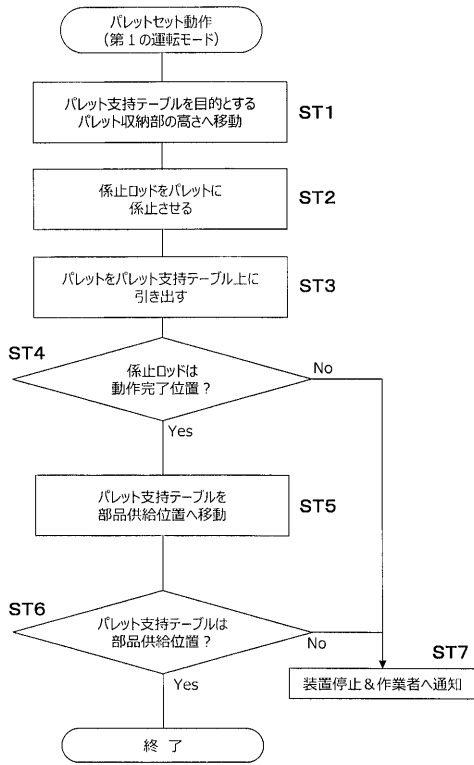 パレットセット動作
(第1の運転モード)
パレット支持テーブルを目的とする
パレット収納部の高さへ移動
ST1
係止ロッドをパレットに
係止させる
ST2
パレットをパレット支持テーブル上に
引き出す
ST3
ST4
係止ロッドは
動作完了位置?
No
Yes
パレット支持テーブルを
部品供給位置へ移動
ST5
ST6
パレット支持テーブルは
部品供給位置?
No
Yes
ST7
装置停止&作業者へ通知
終 了